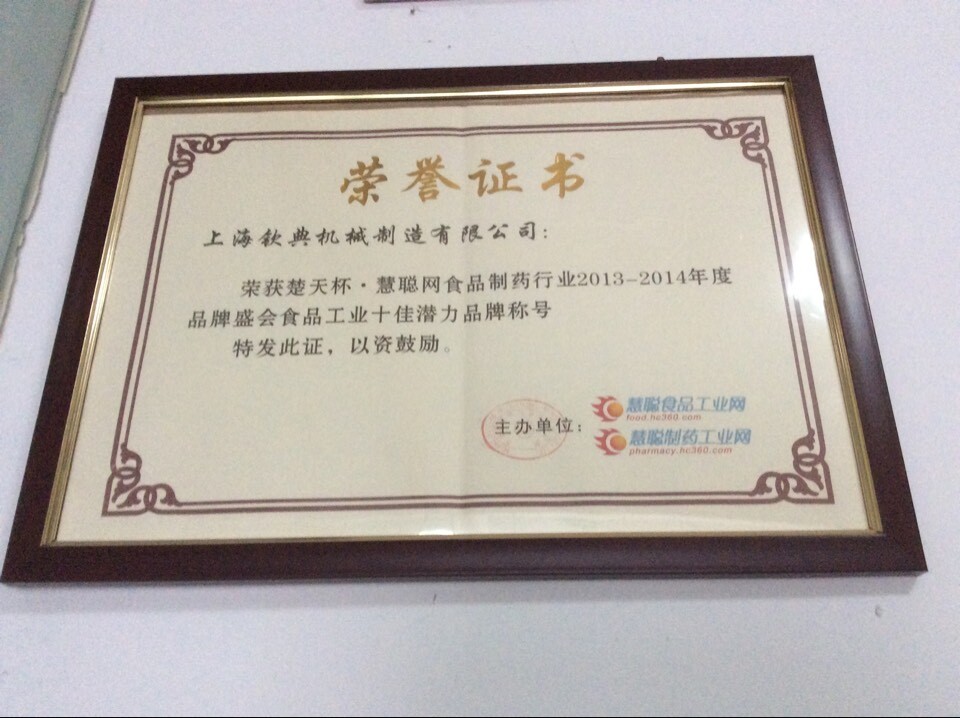 荣誉证书
上海钦典机械制造有限公司：
荣获楚天杯·慧聪网食品制药行业2013-2014年度
品牌盛会食品工业十佳潜力品牌称号
特发此证，以资鼓励。
主办单位：
慧聪食品工业网
food.hc360.com
慧聪制药工业网
pharmacy.hc360.com